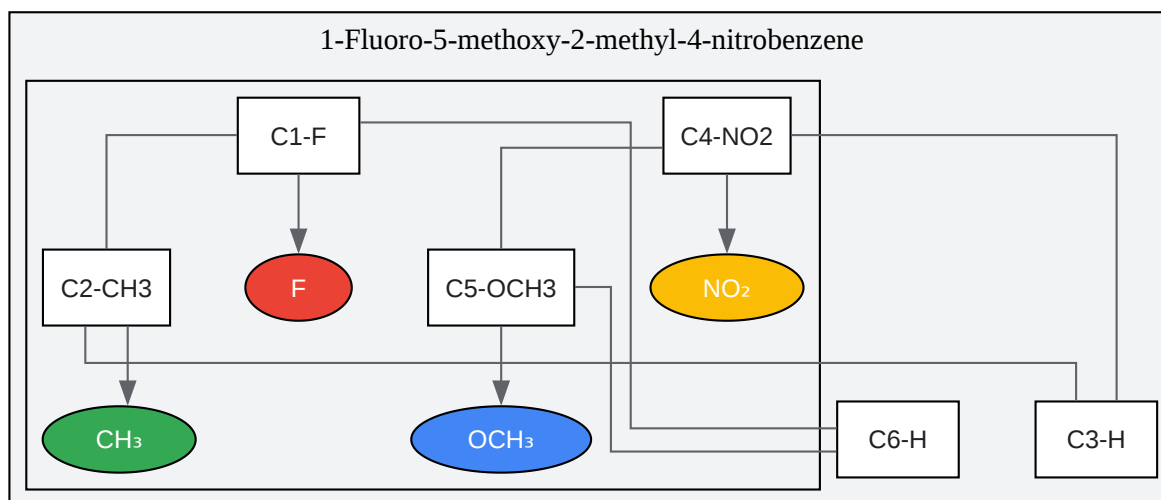 1-Fluoro-5-methoxy-2-methyl-4-nitrobenzene
C1-F
C4-NO2
C2-CH3
F
C5-OCH3
NO₂
CH₃
OCH₃
C6-H
C3-H